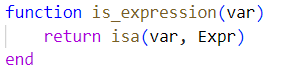 function is_expression(var)
    return isa(var, Expr)
end